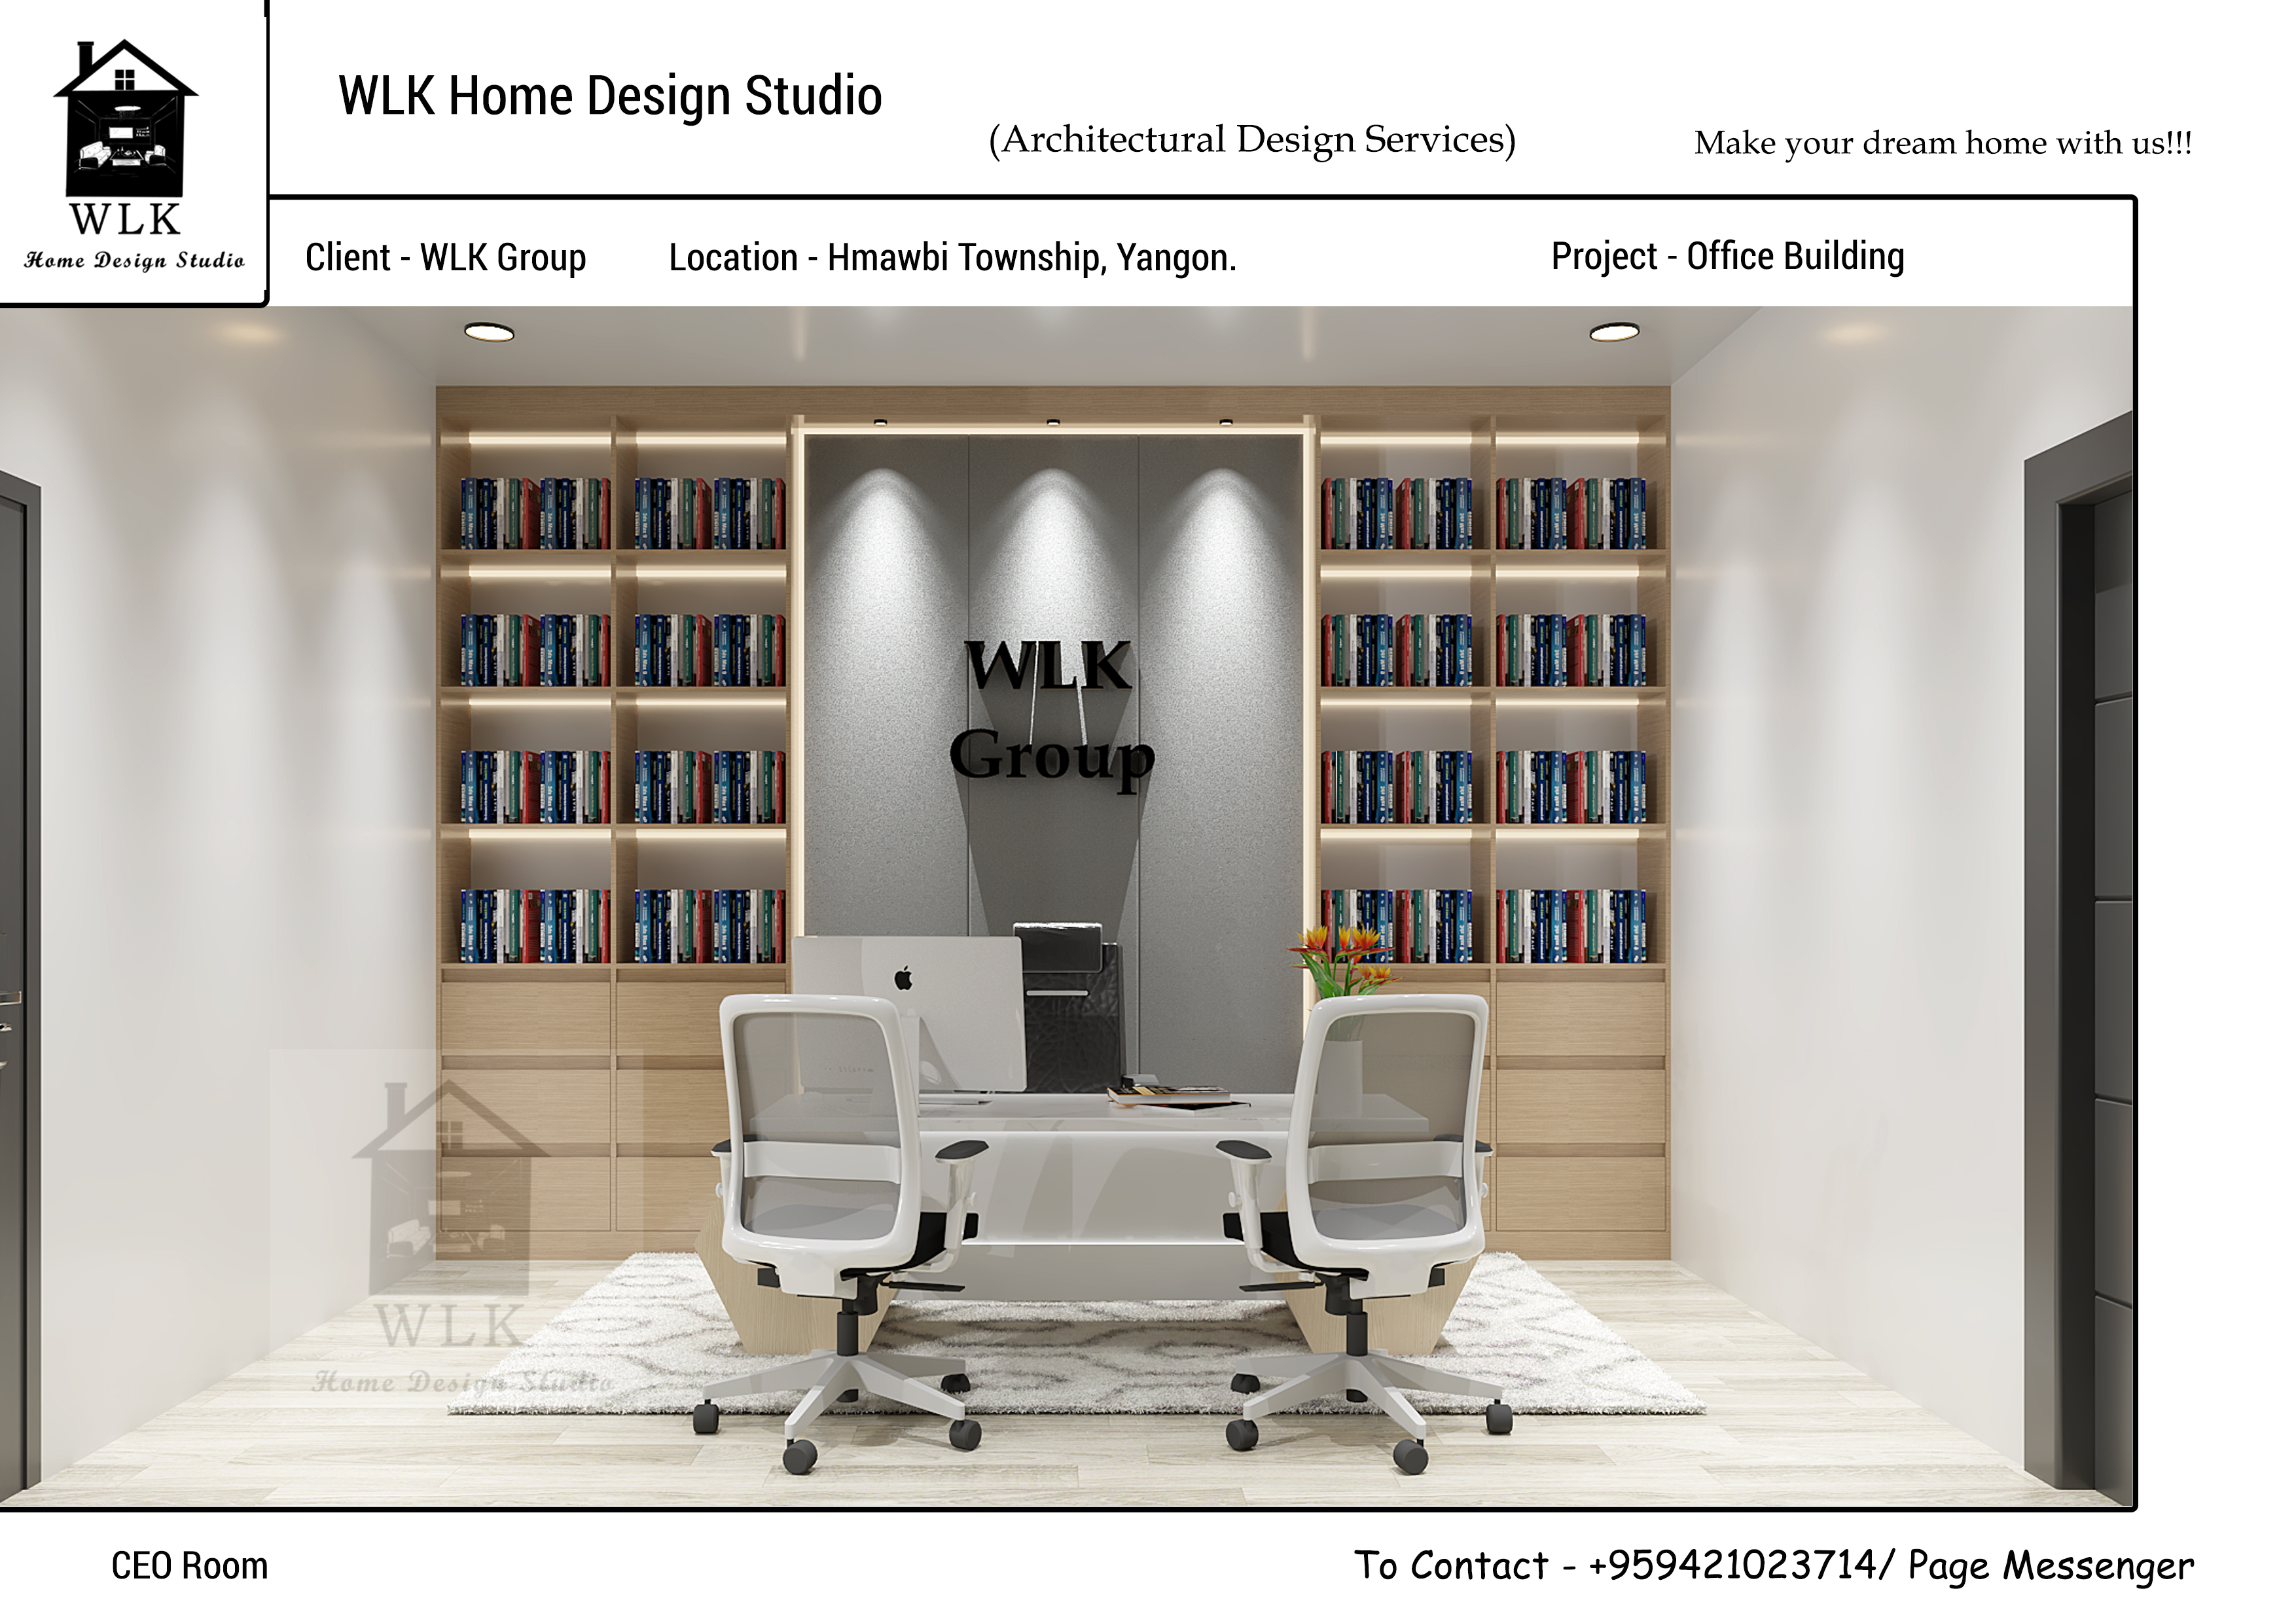 WLK Home Design Studio
(Architectural Design Services)
Make your dream home with us!!!
WLK
Home Design Studio
Client - WLK Group
Location - Hmawbi Township, Yangon.
Project - Office Building
WLK
Group
WLK
Home Design Studio
CEO Room
To Contact - +959421023714/ Page Messenger